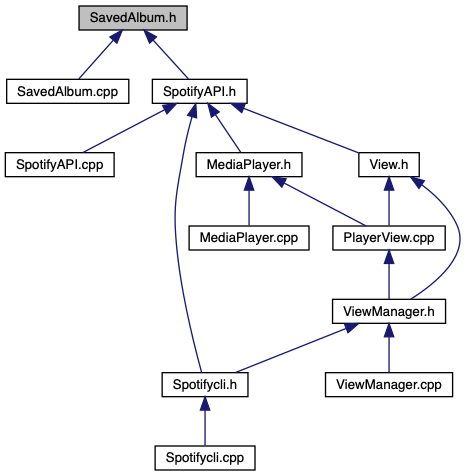 SavedAlbum.h
SavedAlbum.cpp
SpotifyAPI.h
SpotifyAPI.cpp
MediaPlayer.h
View.h
MediaPlayer.cpp
PlayerView.cpp
ViewManager.h
Spotifycli.h
ViewManager.cpp
Spotifycli.cpp